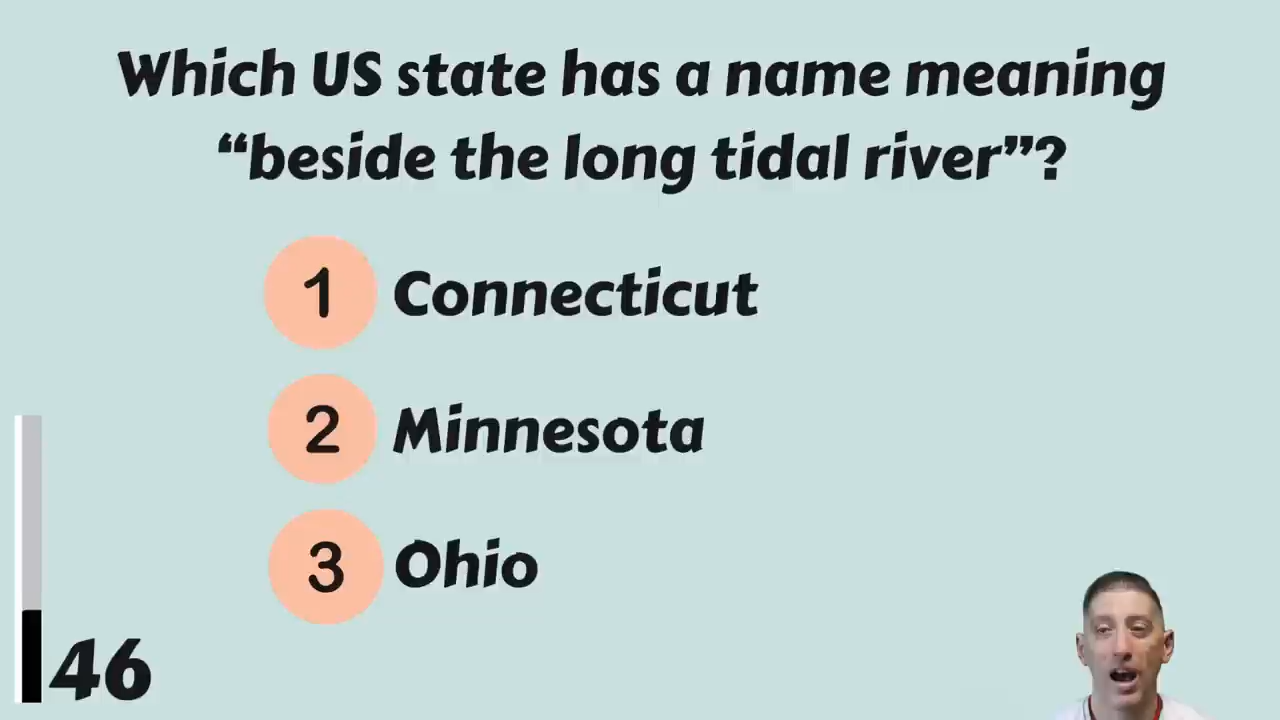 Which US state has a name meaning
“beside the long tidal river”?
1 Connecticut
2 Minnesota
3 Ohio
46